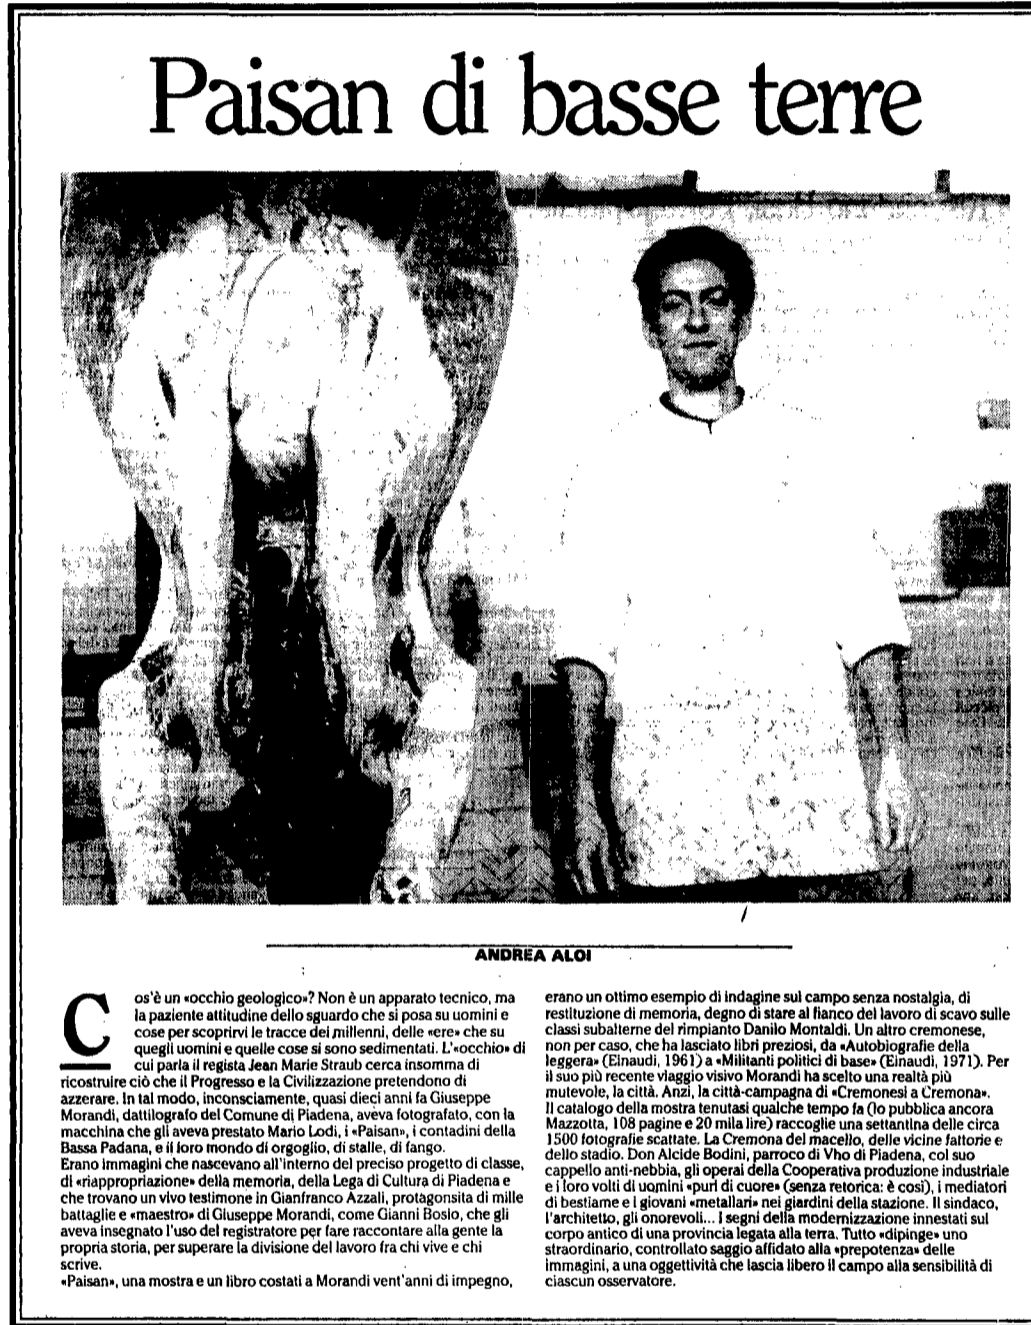 Paisan di basse terre
ANDREA ALOI
Cos'è un «occhio geologico»? Non è un apparato tecnico, ma
la paziente attitudine dello sguardo che si posa su uomini e
cose per scoprirvi le tracce dei millenni, delle «ere» che su
quegli uomini e quelle cose si sono sedimentati. L'«occhio» di
cui parla il regista Jean Marie Straub cerca insomma di
ricostruire ciò che il Progresso e la Civilizzazione pretendono di
azzerare. In tal modo, inconsciamente, quasi dieci anni fa Giuseppe
Morandi, dattilografo del Comune di Piadena, aveva fotografato, con la
macchina che gli aveva prestato Mario Lodi, i «Paisan», i contadini della
Bassa Padana, e il loro mondo di orgoglio, di stalle, di fango.
Erano immagini che nascevano all'interno del preciso progetto di classe,
di «riappropriazione» della memoria, della Lega di Cultura di Piadena e
che trovano un vivo testimone in Gianfranco Azzali, protagonsita di mille
battaglie e «maestro» di Giuseppe Morandi, come Gianni Bosio, che gli
aveva insegnato l'uso del registratore per fare raccontare alla gente la
propria storia, per superare la divisione del lavoro fra chi vive e chi
scrive.
«Paisan», una mostra e un libro costati a Morandi vent'anni di impegno,
erano un ottimo esempio di indagine sul campo senza nostalgia, di
restituzione di memoria, degno di stare al fianco del lavoro di scavo sulle
classi subalterne del rimpianto Danilo Montaldi. Un altro cremonese,
non per caso, che ha lasciato libri preziosi, da «Autobiografie della
leggera» (Einaudi, 1961) a «Militanti politici di base» (Einaudi, 1971). Per
il suo più recente viaggio visivo Morandi ha scelto una realtà più
mutevole, la città. Anzi, la città-campagna di «Cremonesi a Cremona».
Il catalogo della mostra tenutasi qualche tempo fa (lo pubblica ancora
Mazzotta, 108 pagine e 20 mila lire) raccoglie una settantina delle circa
1500 fotografie scattate. La Cremona del macello, delle vicine fattorie e
dello stadio. Don Alcide Bodini, parroco di Vho di Piadena, col suo
cappello anti-nebbia, gli operai della Cooperativa produzione industriale
e i loro volti di uomini «puri di cuore» (senza retorica: è così), i mediatori
di bestiame e i giovani «metallari» nei giardini della stazione. Il sindaco,
l'architetto, gli onorevoli... I segni della modernizzazione innestati sul
corpo antico di una provincia legata alla terra. Tutto «dipinge» uno
straordinario, controllato saggio affidato alla «prepotenza» delle
immagini, a una oggettività che lascia libero il campo alla sensibilità di
ciascun osservatore.